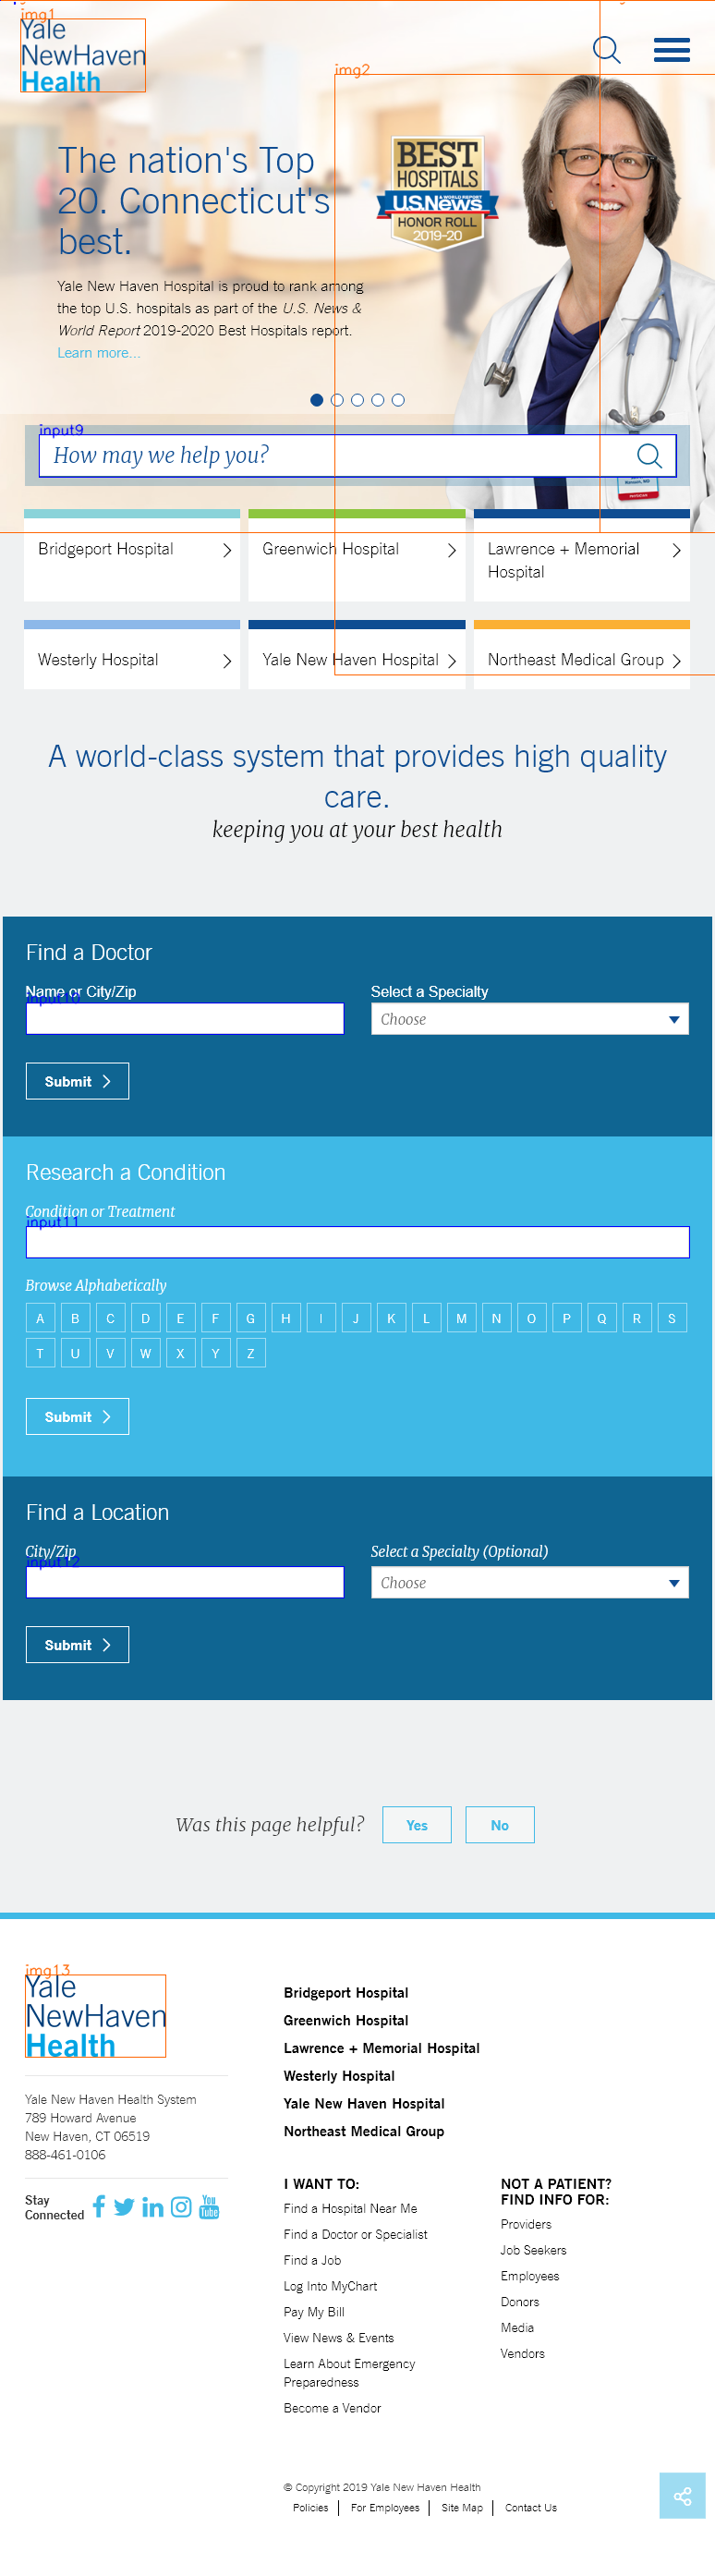 img1
Yale
NewHaven
Health
img2
The nation's Top
20. Connecticut's
best.
BEST
HOSPITALS
U.S.News
& WORLD REPORT
HONOR ROLL
2019-20
Yale New Haven Hospital is proud to rank among
the top U.S. hospitals as part of the U.S. News &
World Report 2019-2020 Best Hospitals report.
Learn more...
input9
How may we help you?
Bridgeport Hospital
Greenwich Hospital
Lawrence + Memorial
Hospital
Westerly Hospital
Yale New Haven Hospital
Northeast Medical Group
A world-class system that provides high quality
care.
keeping you at your best health
Find a Doctor
Name or City/Zip
input10
Select a Specialty
Choose
Submit
Research a Condition
Condition or Treatment
input11
Browse Alphabetically
A B C D E F G H I J K L M N O P Q R S
T U V W X Y Z
Submit
Find a Location
City/Zip
input12
Select a Specialty (Optional)
Choose
Submit
Was this page helpful? Yes No
img13
Yale
NewHaven
Health
Yale New Haven Health System
789 Howard Avenue
New Haven, CT 06519
888-461-0106
Stay
Connected
You
Tube
Bridgeport Hospital
Greenwich Hospital
Lawrence + Memorial Hospital
Westerly Hospital
Yale New Haven Hospital
Northeast Medical Group
I WANT TO:
Find a Hospital Near Me
Find a Doctor or Specialist
Find a Job
Log Into MyChart
Pay My Bill
View News & Events
Learn About Emergency
Preparedness
Become a Vendor
NOT A PATIENT?
FIND INFO FOR:
Providers
Job Seekers
Employees
Donors
Media
Vendors
© Copyright 2019 Yale New Haven Health
Policies | For Employees | Site Map | Contact Us